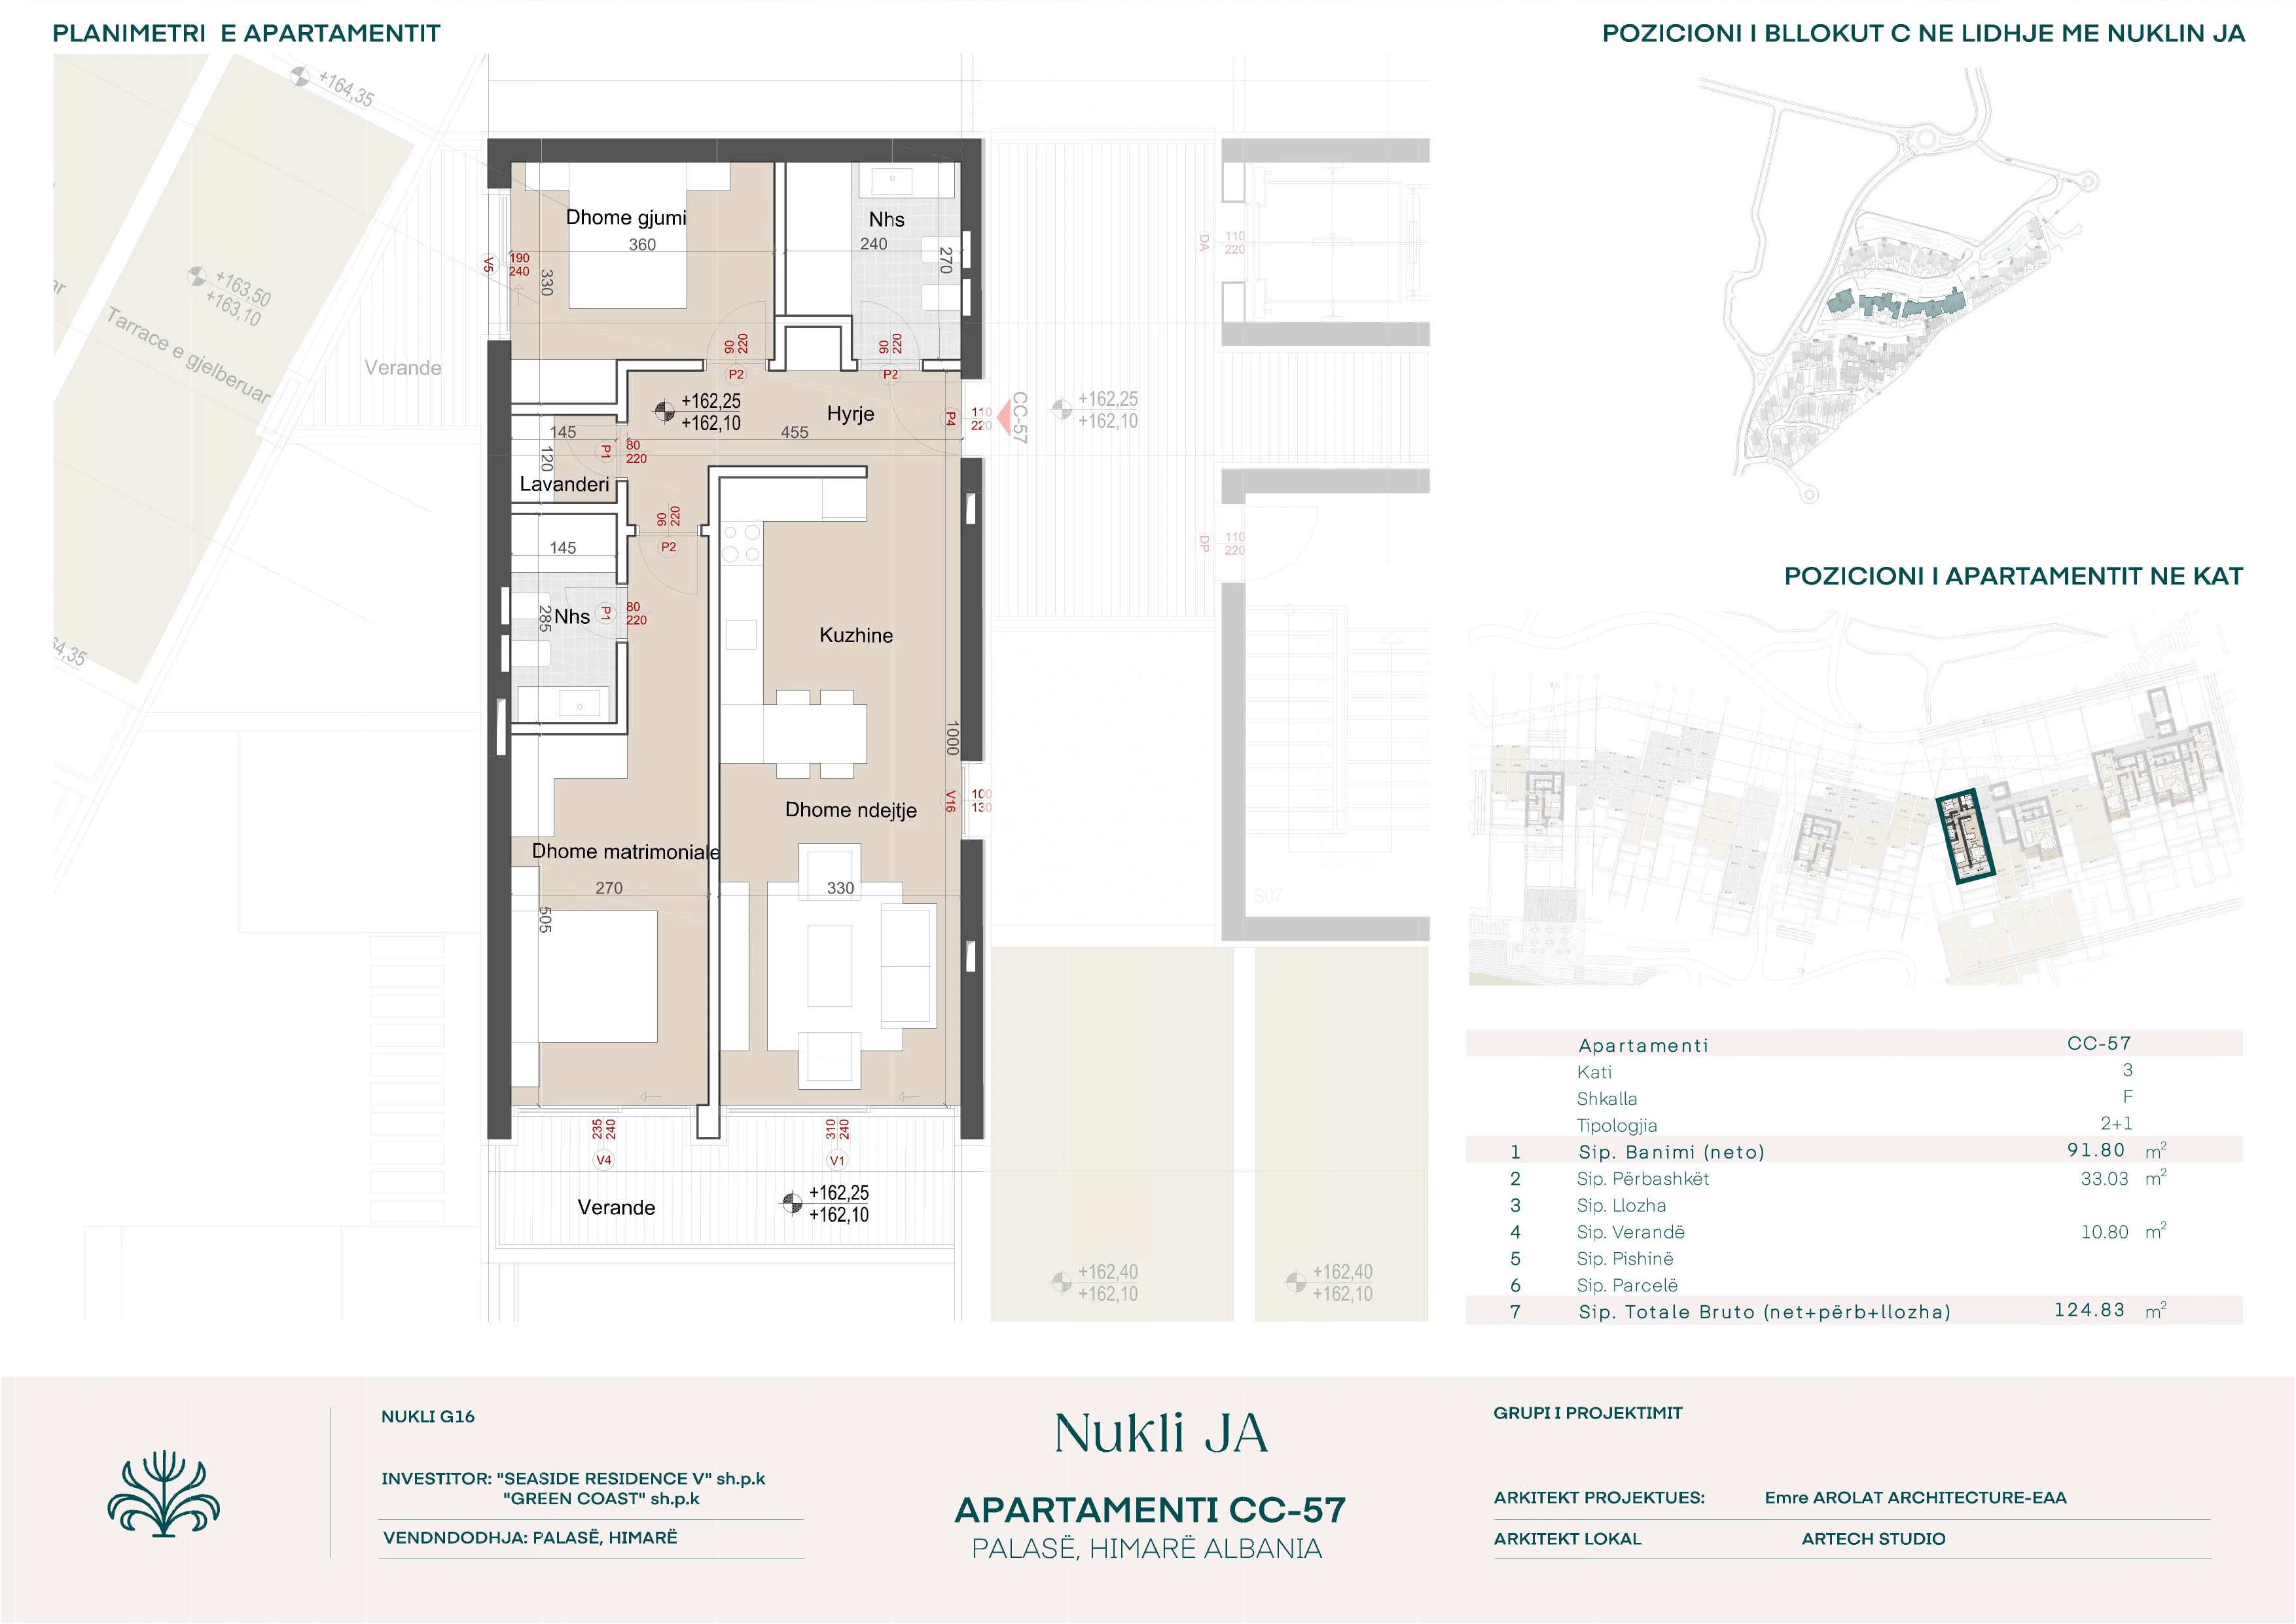 PLANIMETRI E APARTAMENTIT
POZICIONI I BLLOKUT C NE LIDHJE ME NUKLIN JA
+164,35
+163,50
+163,10
Tarrace e gjelberuar
Verande
Dhome gjumi
360
330
V5
190
240
Nhs
240
270
90
220
P2
90
220
P2
+162,25
+162,10
Hyrje
455
P4
110
220
CC-57
+162,25
+162,10
145
120
P1
80
220
Lavanderi
90
220
P2
145
285
Nhs
P1
80
220
Kuzhine
1000
V16
100
130
Dhome ndejtje
Dhome matrimoniale
270
330
505
235
240
V4
310
240
V1
Verande
+162,25
+162,10
DA
110
220
DP
110
220
S07
+162,40
+162,10
+162,40
+162,10
POZICIONI I APARTAMENTIT NE KAT
Apartamenti CC-57
Kati 3
Shkalla F
Tipologjia 2+1
1 Sip. Banimi (neto) 91.80 m²
2 Sip. Përbashkët 33.03 m²
3 Sip. Llozha
4 Sip. Verandë 10.80 m²
5 Sip. Pishinë
6 Sip. Parcelë
7 Sip. Totale Bruto (net+përb+llozha) 124.83 m²
NUKLI G16
INVESTITOR: "SEASIDE RESIDENCE V" sh.p.k
"GREEN COAST" sh.p.k
VENDNDODHJA: PALASË, HIMARË
Nukli JA
APARTAMENTI CC-57
PALASË, HIMARË ALBANIA
GRUPI I PROJEKTIMIT
ARKITEKT PROJEKTUES: Emre AROLAT ARCHITECTURE-EAA
ARKITEKT LOKAL ARTECH STUDIO